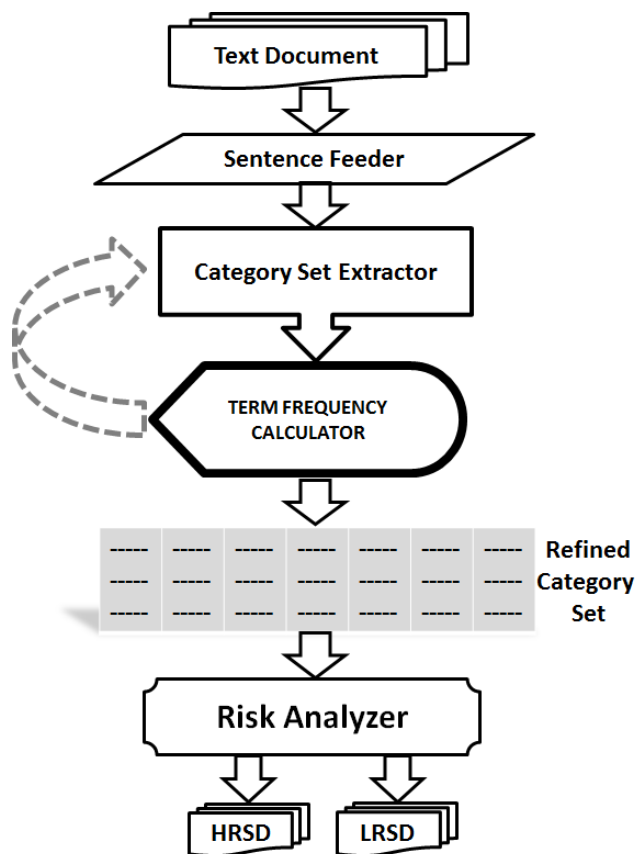 Text Document
Sentence Feeder
Category Set Extractor
TERM FREQUENCY
CALCULATOR
----- ----- ----- ----- ----- ----- -----
----- ----- ----- ----- ----- ----- -----
----- ----- ----- ----- ----- ----- -----
Refined
Category
Set
Risk Analyzer
HRSD
LRSD